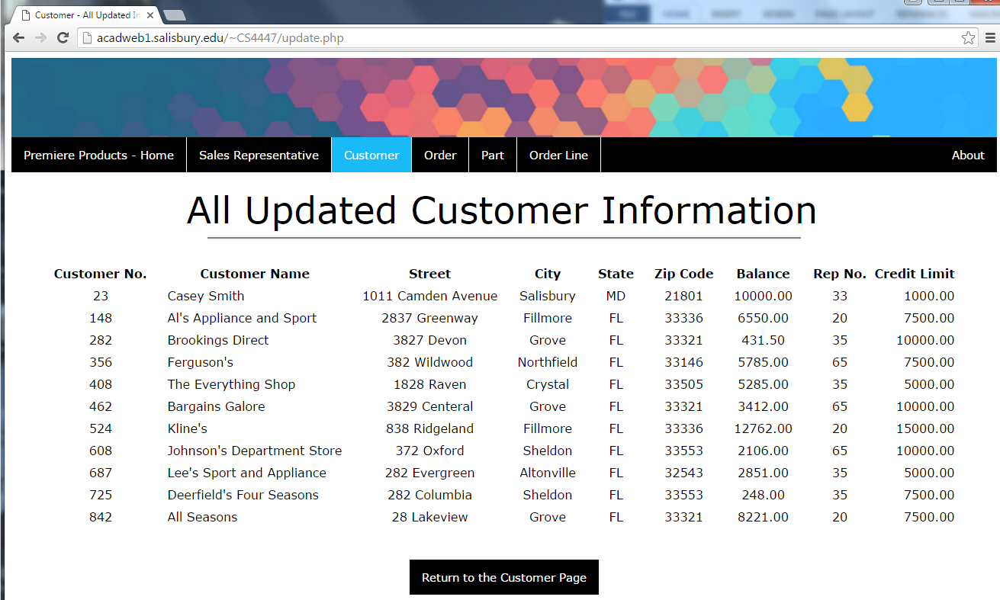 Customer - All Updated In
acadweb1.salisbury.edu/~CS4447/update.php
Premiere Products - Home Sales Representative Customer Order Part Order Line About
All Updated Customer Information
Customer No. Customer Name Street City State Zip Code Balance Rep No. Credit Limit
23 Casey Smith 1011 Camden Avenue Salisbury MD 21801 10000.00 33 1000.00
148 Al's Appliance and Sport 2837 Greenway Fillmore FL 33336 6550.00 20 7500.00
282 Brookings Direct 3827 Devon Grove FL 33321 431.50 35 10000.00
356 Ferguson's 382 Wildwood Northfield FL 33146 5785.00 65 7500.00
408 The Everything Shop 1828 Raven Crystal FL 33505 5285.00 35 5000.00
462 Bargains Galore 3829 Centeral Grove FL 33321 3412.00 65 10000.00
524 Kline's 838 Ridgeland Fillmore FL 33336 12762.00 20 15000.00
608 Johnson's Department Store 372 Oxford Sheldon FL 33553 2106.00 65 10000.00
687 Lee's Sport and Appliance 282 Evergreen Altonville FL 32543 2851.00 35 5000.00
725 Deerfield's Four Seasons 282 Columbia Sheldon FL 33553 248.00 35 7500.00
842 All Seasons 28 Lakeview Grove FL 33321 8221.00 20 7500.00
Return to the Customer Page